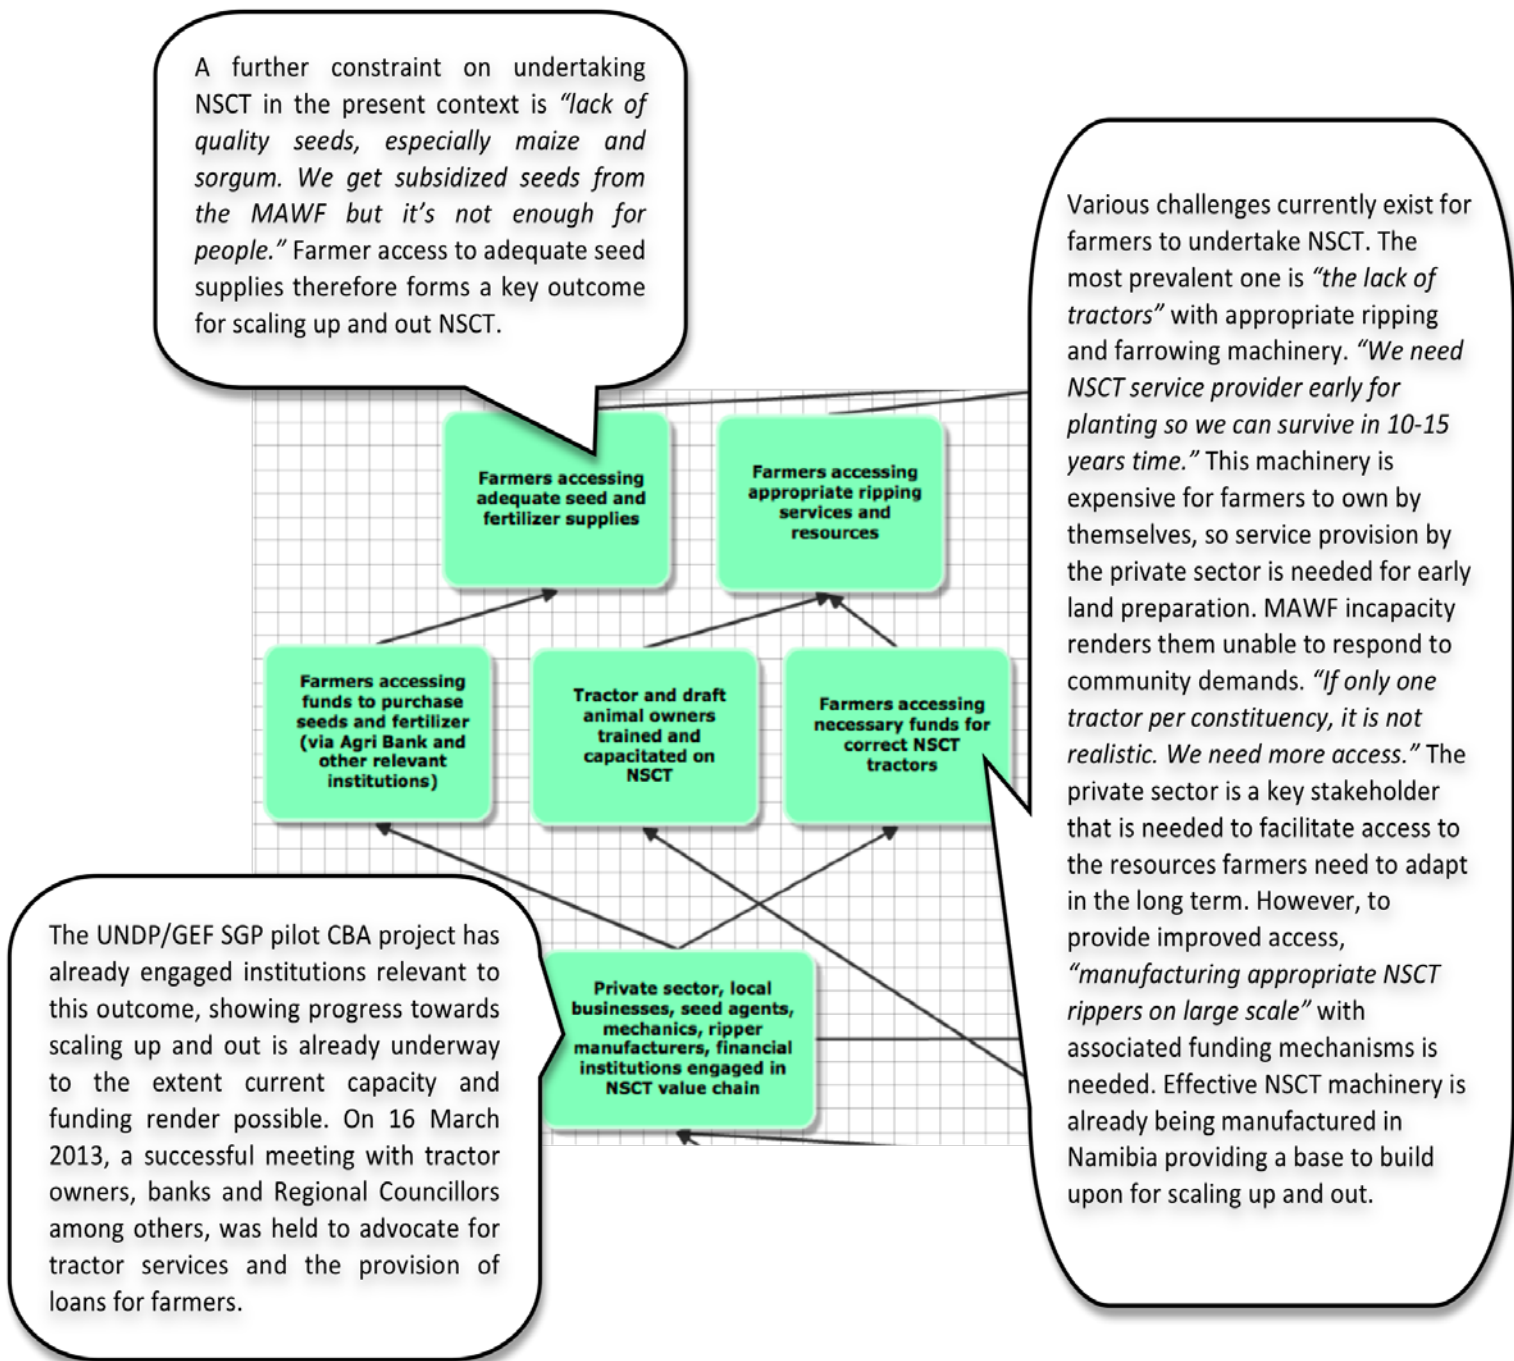 A further constraint on undertaking
NSCT in the present context is “lack of
quality seeds, especially maize and
sorgum. We get subsidized seeds from
the MAWF but it’s not enough for
people.” Farmer access to adequate seed
supplies therefore forms a key outcome
for scaling up and out NSCT.
Various challenges currently exist for
farmers to undertake NSCT. The
most prevalent one is “the lack of
tractors” with appropriate ripping
and farrowing machinery. “We need
NSCT service provider early for
planting so we can survive in 10-15
years time.” This machinery is
expensive for farmers to own by
themselves, so service provision by
the private sector is needed for early
land preparation. MAWF incapacity
renders them unable to respond to
community demands. “If only one
tractor per constituency, it is not
realistic. We need more access.” The
private sector is a key stakeholder
that is needed to facilitate access to
the resources farmers need to adapt
in the long term. However, to
provide improved access,
“manufacturing appropriate NSCT
rippers on large scale” with
associated funding mechanisms is
needed. Effective NSCT machinery is
already being manufactured in
Namibia providing a base to build
upon for scaling up and out.
Farmers accessing
adequate seed and
fertilizer supplies
Farmers accessing
appropriate ripping
services and
resources
Farmers accessing
funds to purchase
seeds and fertilizer
(via Agri Bank and
other relevant
institutions)
Tractor and draft
animal owners
trained and
capacitated on
NSCT
Farmers accessing
necessary funds for
correct NSCT
tractors
The UNDP/GEF SGP pilot CBA project has
already engaged institutions relevant to
this outcome, showing progress towards
scaling up and out is already underway
to the extent current capacity and
funding render possible. On 16 March
2013, a successful meeting with tractor
owners, banks and Regional Councillors
among others, was held to advocate for
tractor services and the provision of
loans for farmers.
Private sector, local
businesses, seed agents,
mechanics, ripper
manufacturers, financial
institutions engaged in
NSCT value chain